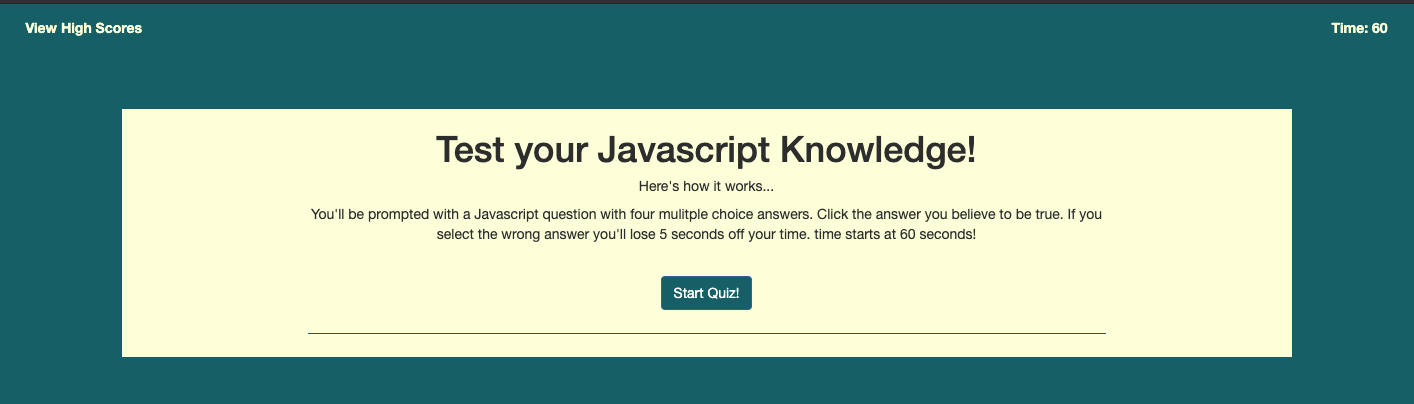 View High Scores
Time: 60
Test your Javascript Knowledge!
Here's how it works...
You'll be prompted with a Javascript question with four mulitple choice answers. Click the answer you believe to be true. If you
select the wrong answer you'll lose 5 seconds off your time. time starts at 60 seconds!
Start Quiz!